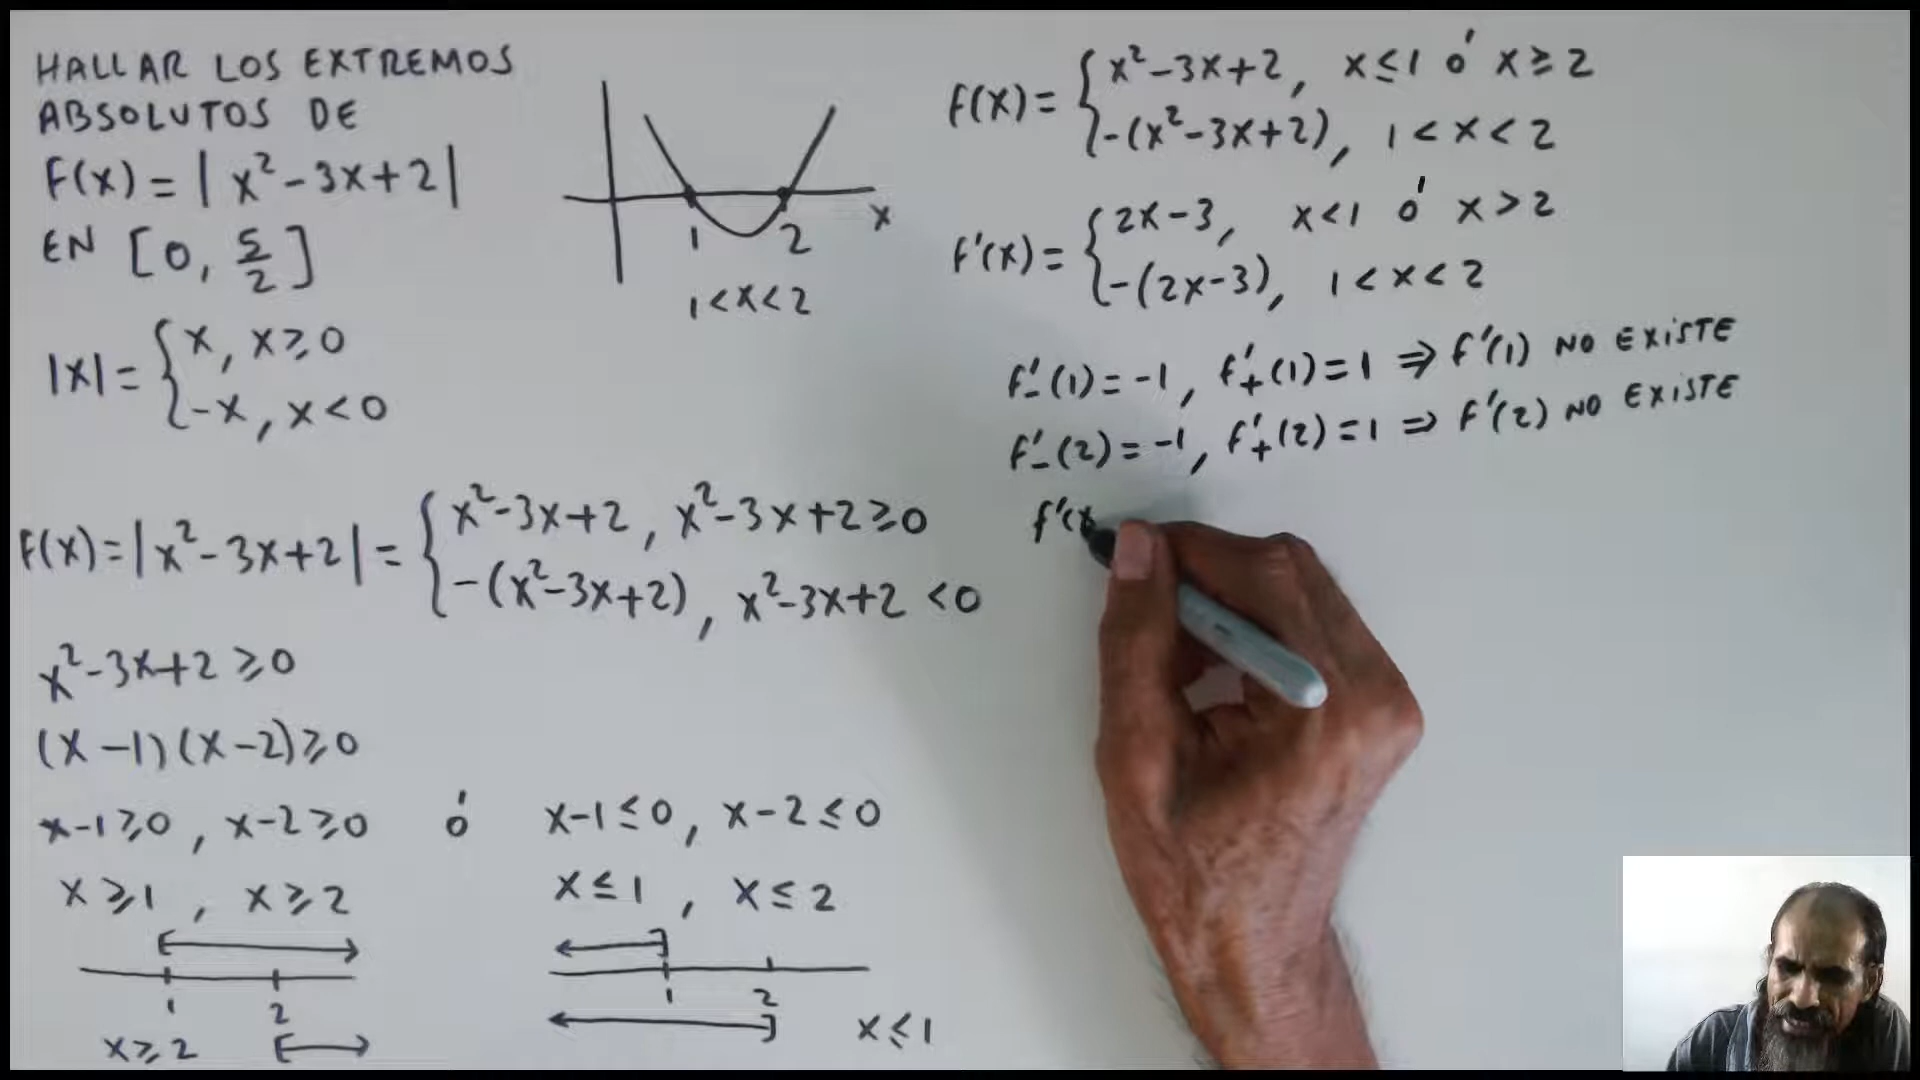 HALLAR LOS EXTREMOS
ABSOLUTOS DE
F(x) = | x² - 3x + 2 |
EN [0, 5/2]
|x| = { x, x ≥ 0
-x, x < 0
1 2 x
1 < x < 2
F(x) = | x² - 3x + 2 | = { x² - 3x + 2, x² - 3x + 2 ≥ 0
-(x² - 3x + 2), x² - 3x + 2 < 0
x² - 3x + 2 ≥ 0
(x - 1)(x - 2) ≥ 0
x - 1 ≥ 0, x - 2 ≥ 0 ó x - 1 ≤ 0, x - 2 ≤ 0
x ≥ 1, x ≥ 2 x ≤ 1, x ≤ 2
1 2 1 2
x ≥ 2 x ≤ 1
F(x) = { x² - 3x + 2, x ≤ 1 ó x ≥ 2
-(x² - 3x + 2), 1 < x < 2
F'(x) = { 2x - 3, x < 1 ó x > 2
-(2x - 3), 1 < x < 2
F'₋(1) = -1, F'₊(1) = 1 ⇒ F'(1) NO EXISTE
F'₋(2) = -1, F'₊(2) = 1 ⇒ F'(2) NO EXISTE
F'(x